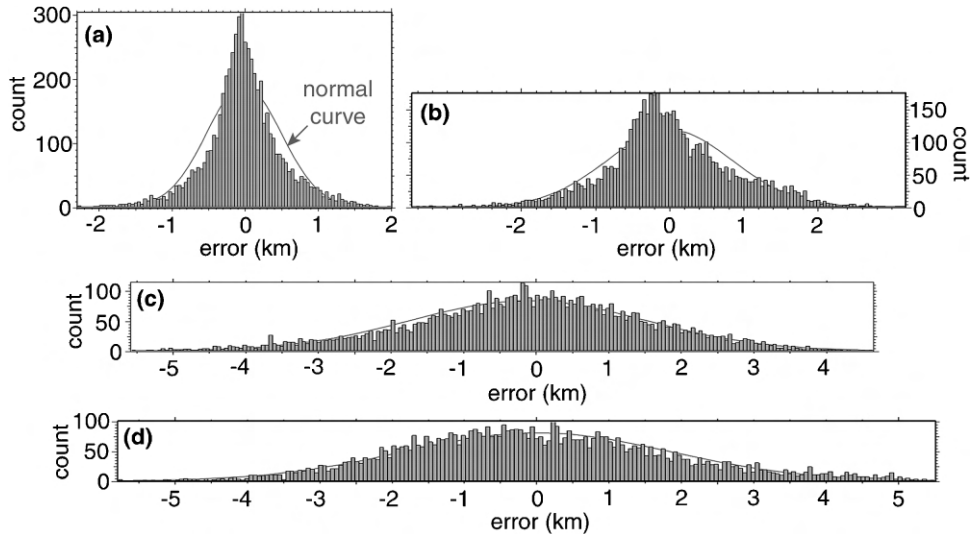 (a)
300
200
100
0
count
normal
curve
-2 -1 0 1 2
error (km)
(b)
150
100
50
0
count
-2 -1 0 1 2
error (km)
(c)
100
50
0
count
-5 -4 -3 -2 -1 0 1 2 3 4
error (km)
(d)
100
50
0
count
-5 -4 -3 -2 -1 0 1 2 3 4 5
error (km)